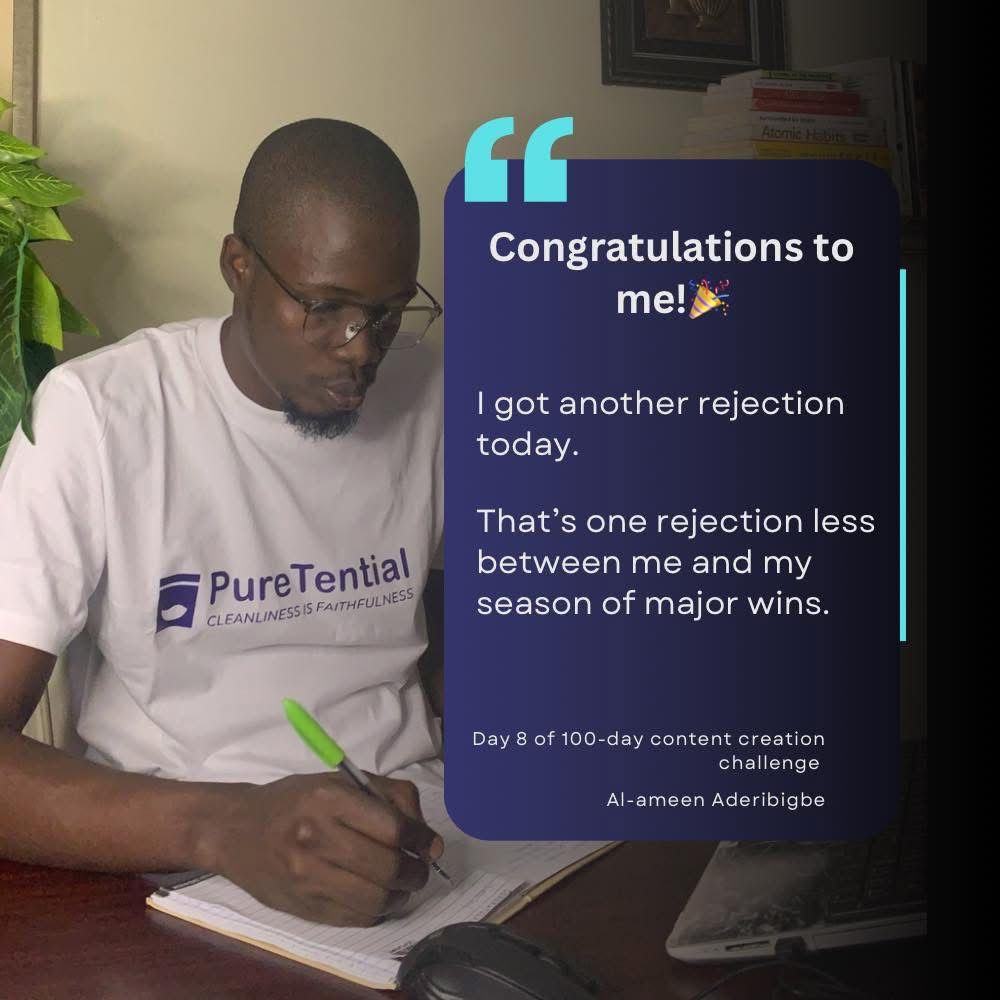 Atomic Habits
Congratulations to
me!🎉
I got another rejection
today.
That’s one rejection less
between me and my
season of major wins.
PureTential
CLEANLINESS IS FAITHFULNESS
Day 8 of 100-day content creation
challenge
Al-ameen Aderibigbe